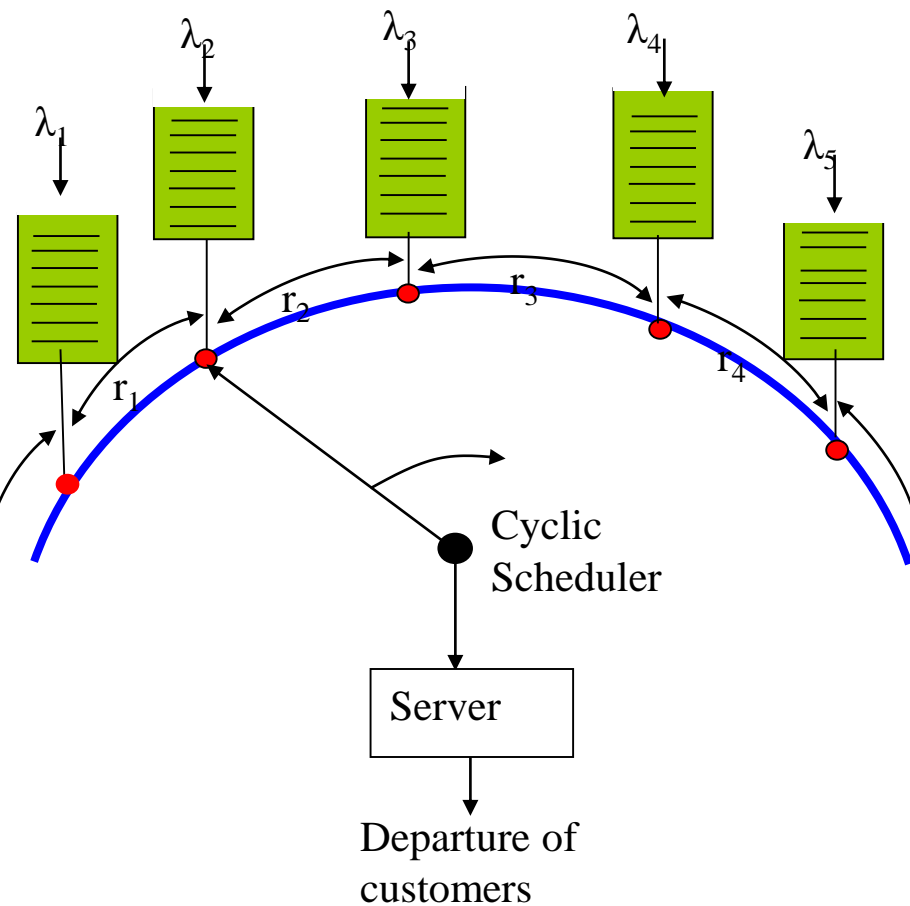 λ₁
λ₂
λ₃
λ₄
λ₅
r₁
r₂
r₃
r₄
Cyclic
Scheduler
Server
Departure of
customers